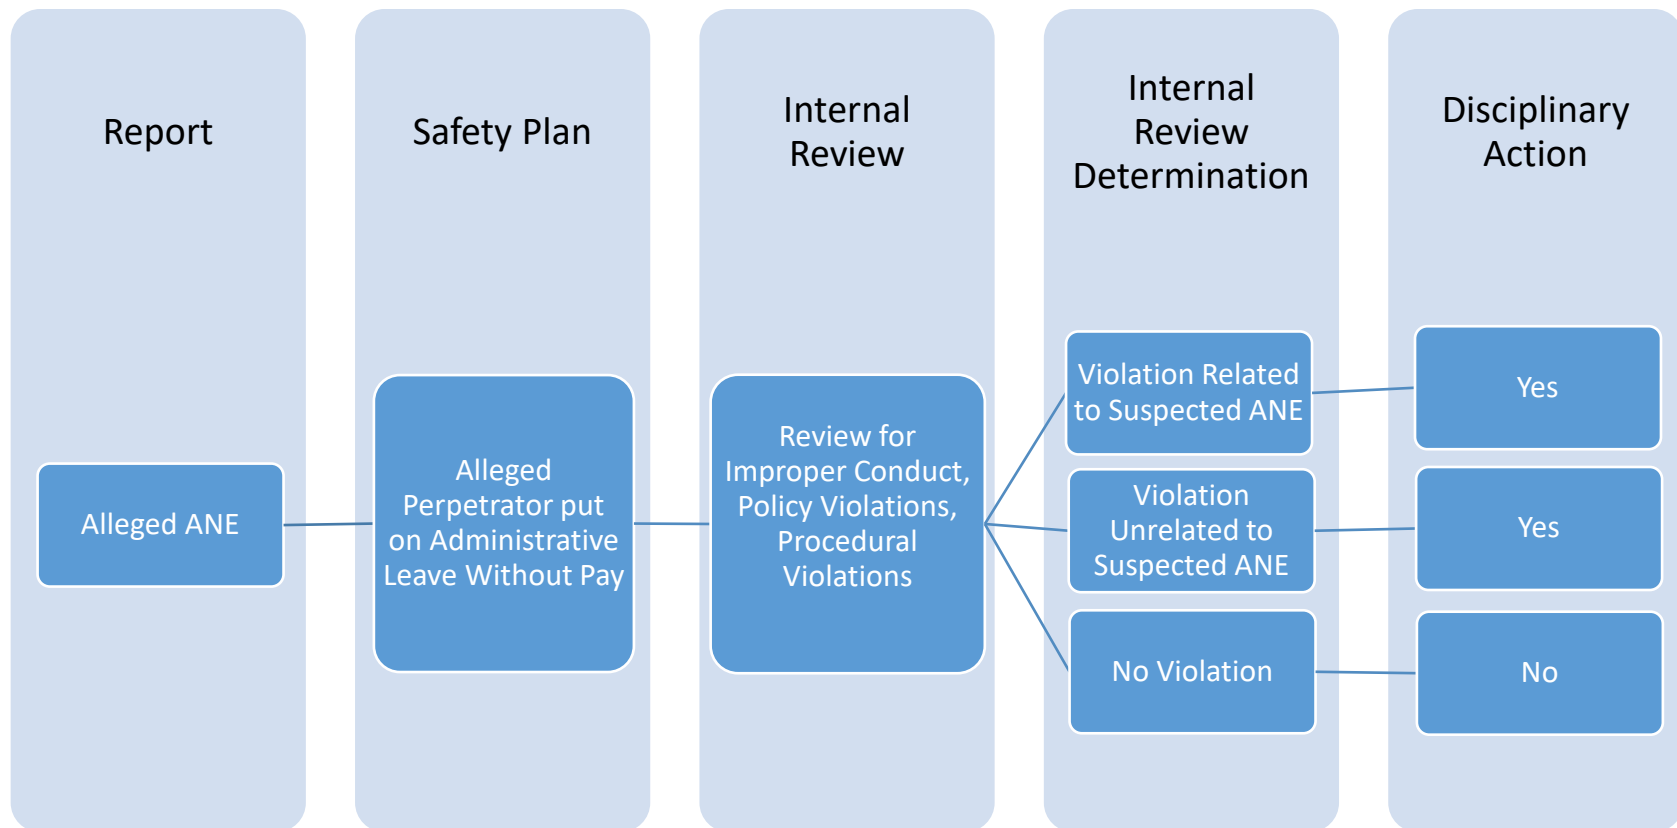 Report
Safety Plan
Internal
Review
Internal
Review
Determination
Disciplinary
Action
Alleged ANE
Alleged
Perpetrator put
on Administrative
Leave Without Pay
Review for
Improper Conduct,
Policy Violations,
Procedural
Violations
Violation Related
to Suspected ANE
Yes
Violation
Unrelated to
Suspected ANE
Yes
No Violation
No